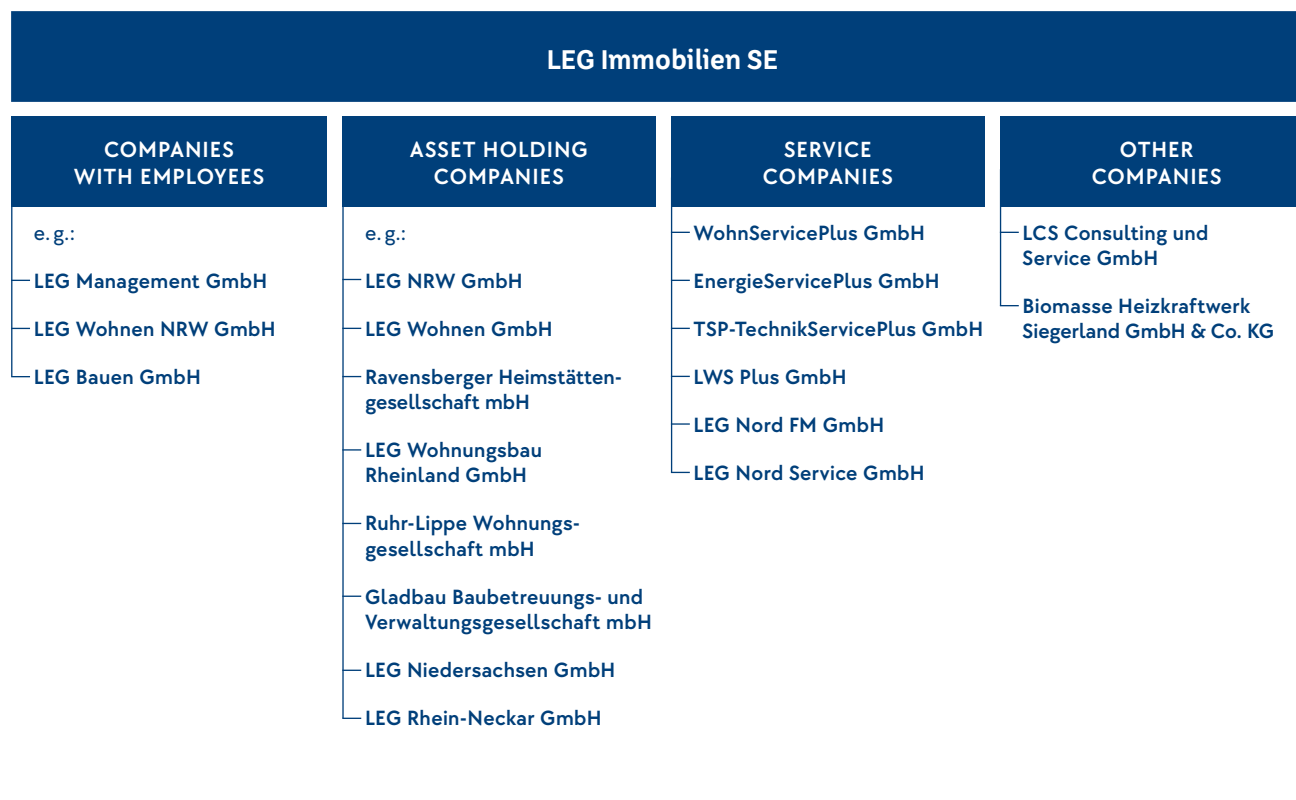 LEG Immobilien SE
COMPANIES
WITH EMPLOYEES
e. g.:
LEG Management GmbH
LEG Wohnen NRW GmbH
LEG Bauen GmbH
ASSET HOLDING
COMPANIES
e. g.:
LEG NRW GmbH
LEG Wohnen GmbH
Ravensberger Heimstätten-
gesellschaft mbH
LEG Wohnungsbau
Rheinland GmbH
Ruhr-Lippe Wohnungs-
gesellschaft mbH
Gladbau Baubetreuungs- und
Verwaltungsgesellschaft mbH
LEG Niedersachsen GmbH
LEG Rhein-Neckar GmbH
SERVICE
COMPANIES
WohnServicePlus GmbH
EnergieServicePlus GmbH
TSP-TechnikServicePlus GmbH
LWS Plus GmbH
LEG Nord FM GmbH
LEG Nord Service GmbH
OTHER
COMPANIES
LCS Consulting und
Service GmbH
Biomasse Heizkraftwerk
Siegerland GmbH & Co. KG